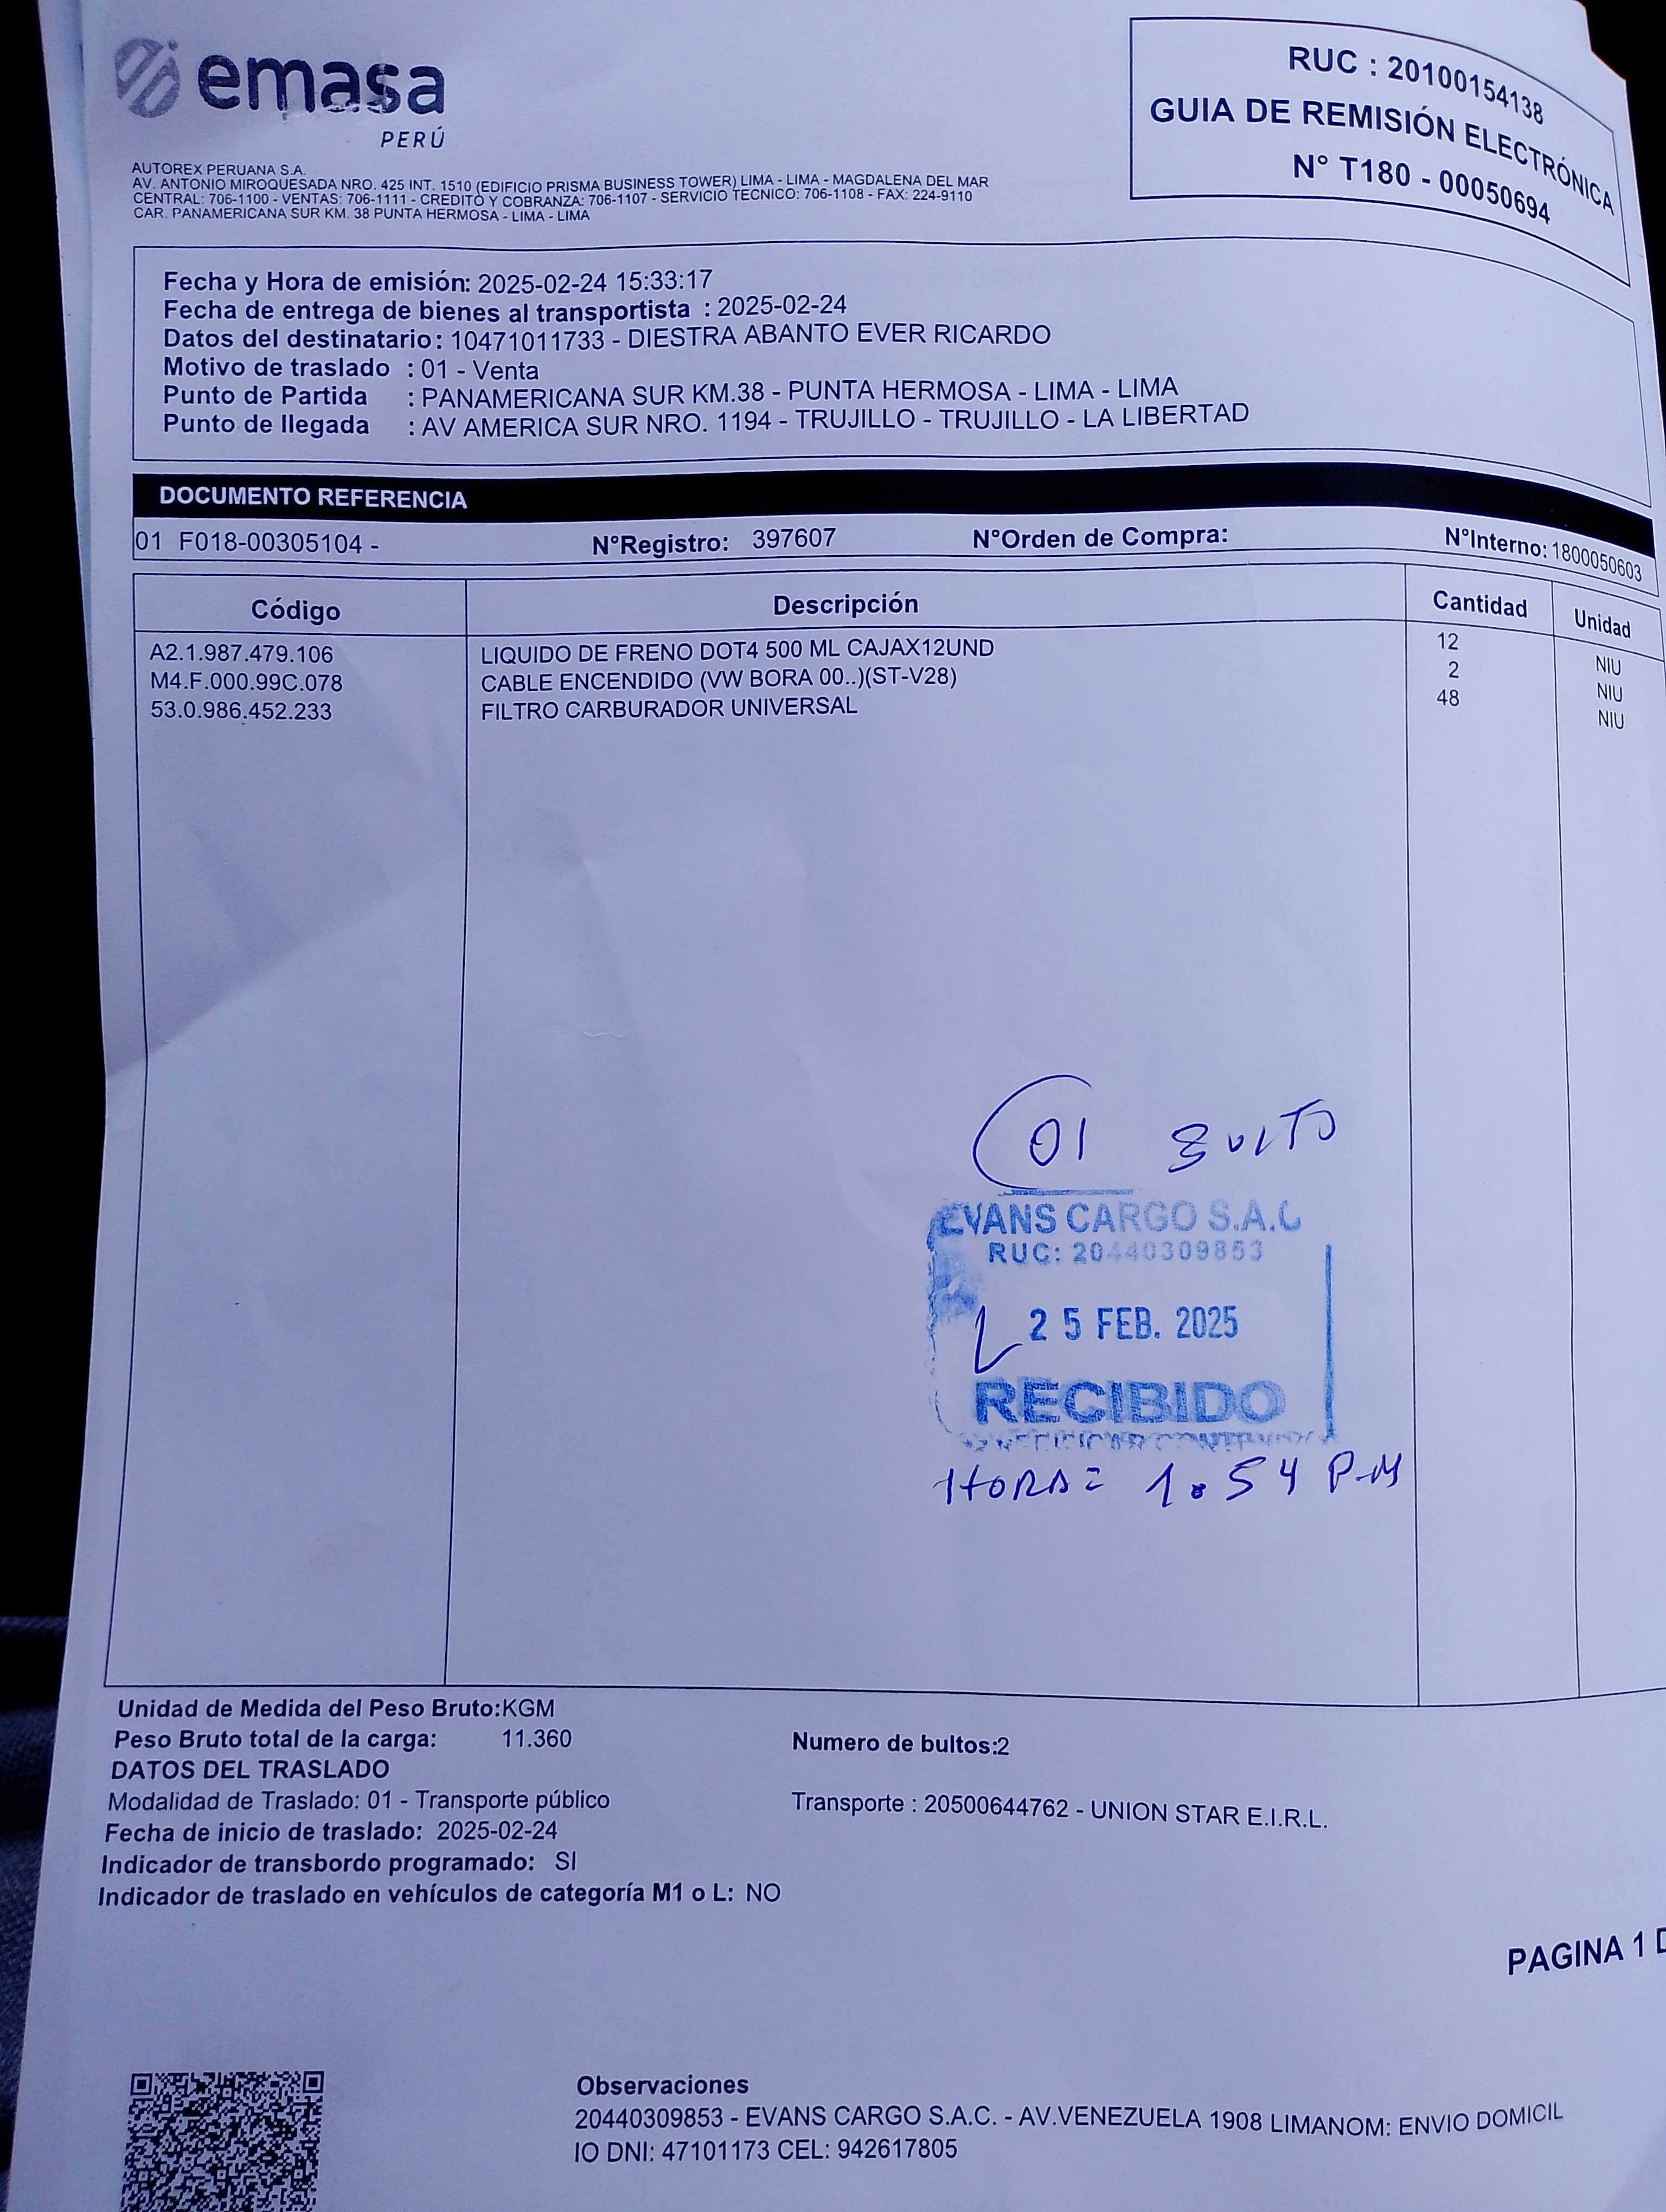 emasa
PERÚ
RUC : 20100154138
GUIA DE REMISIÓN ELECTRÓNICA
N° T180 - 00050694
AUTOREX PERUANA S.A.
AV. ANTONIO MIROQUESADA NRO. 425 INT. 1510 (EDIFICIO PRISMA BUSINESS TOWER) LIMA - LIMA - MAGDALENA DEL MAR
CENTRAL: 706-1100 - VENTAS: 706-1111 - CREDITO Y COBRANZA: 706-1107 - SERVICIO TECNICO: 706-1108 - FAX: 224-9110
CAR. PANAMERICANA SUR KM. 38 PUNTA HERMOSA - LIMA - LIMA
Fecha y Hora de emisión: 2025-02-24 15:33:17
Fecha de entrega de bienes al transportista : 2025-02-24
Datos del destinatario : 10471011733 - DIESTRA ABANTO EVER RICARDO
Motivo de traslado : 01 - Venta
Punto de Partida : PANAMERICANA SUR KM.38 - PUNTA HERMOSA - LIMA - LIMA
Punto de llegada : AV AMERICA SUR NRO. 1194 - TRUJILLO - TRUJILLO - LA LIBERTAD
DOCUMENTO REFERENCIA
01 F018-00305104 - N°Registro: 397607 N°Orden de Compra: N°Interno: 1800050603
Código Descripción Cantidad Unidad
A2.1.987.479.106 LIQUIDO DE FRENO DOT4 500 ML CAJAX12UND 12 NIU
M4.F.000.99C.078 CABLE ENCENDIDO (VW BORA 00..)(ST-V28) 2 NIU
53.0.986.452.233 FILTRO CARBURADOR UNIVERSAL 48 NIU
01 BULTO
EVANS CARGO S.A.C
RUC: 20440309853
25 FEB. 2025
RECIBIDO
HORA= 1.54 P-M
Unidad de Medida del Peso Bruto:KGM
Peso Bruto total de la carga: 11.360 Numero de bultos:2
DATOS DEL TRASLADO
Modalidad de Traslado: 01 - Transporte público Transporte : 20500644762 - UNION STAR E.I.R.L.
Fecha de inicio de traslado: 2025-02-24
Indicador de transbordo programado: SI
Indicador de traslado en vehículos de categoría M1 o L: NO
PAGINA 1
Observaciones
20440309853 - EVANS CARGO S.A.C. - AV.VENEZUELA 1908 LIMANOM: ENVIO DOMICIL
IO DNI: 47101173 CEL: 942617805